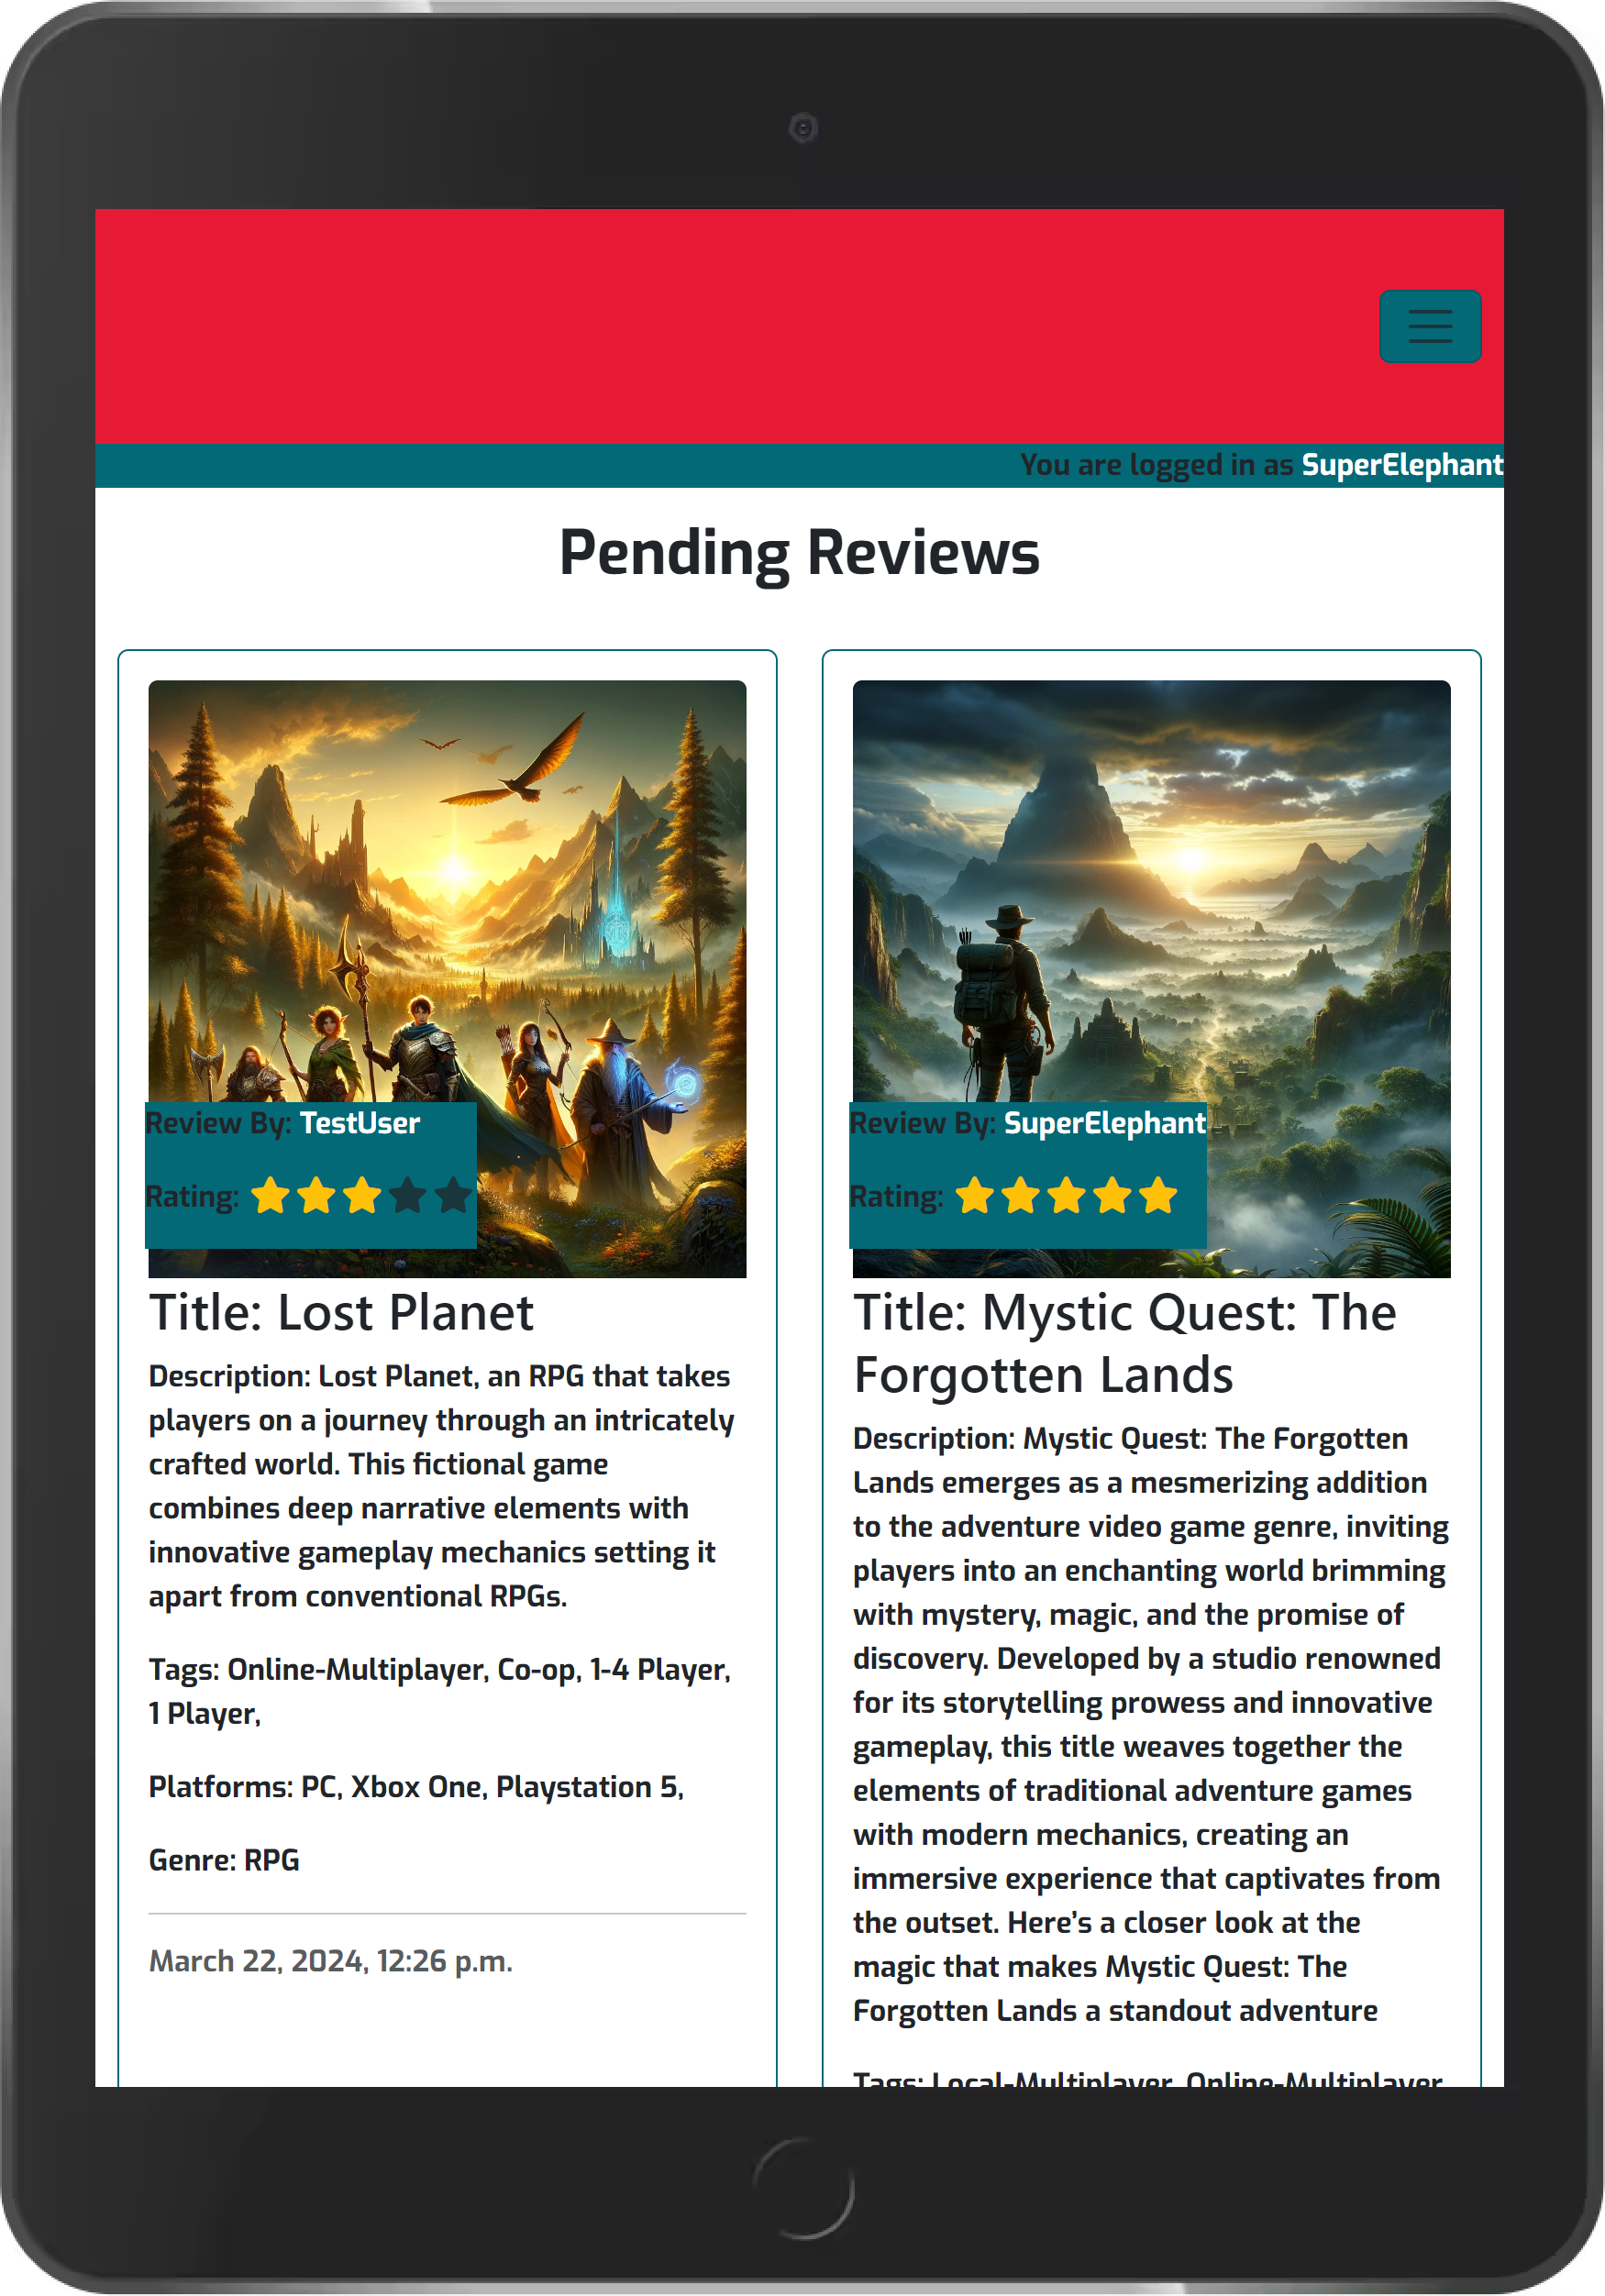 You are logged in as SuperElephant
Pending Reviews
Review By: TestUser
Rating:
Title: Lost Planet
Description: Lost Planet, an RPG that takes
players on a journey through an intricately
crafted world. This fictional game
combines deep narrative elements with
innovative gameplay mechanics setting it
apart from conventional RPGs.
Tags: Online-Multiplayer, Co-op, 1-4 Player,
1 Player,
Platforms: PC, Xbox One, Playstation 5,
Genre: RPG
March 22, 2024, 12:26 p.m.
Review By: SuperElephant
Rating:
Title: Mystic Quest: The
Forgotten Lands
Description: Mystic Quest: The Forgotten
Lands emerges as a mesmerizing addition
to the adventure video game genre, inviting
players into an enchanting world brimming
with mystery, magic, and the promise of
discovery. Developed by a studio renowned
for its storytelling prowess and innovative
gameplay, this title weaves together the
elements of traditional adventure games
with modern mechanics, creating an
immersive experience that captivates from
the outset. Here’s a closer look at the
magic that makes Mystic Quest: The
Forgotten Lands a standout adventure
Tags: Local-Multiplayer, Online-Multiplayer